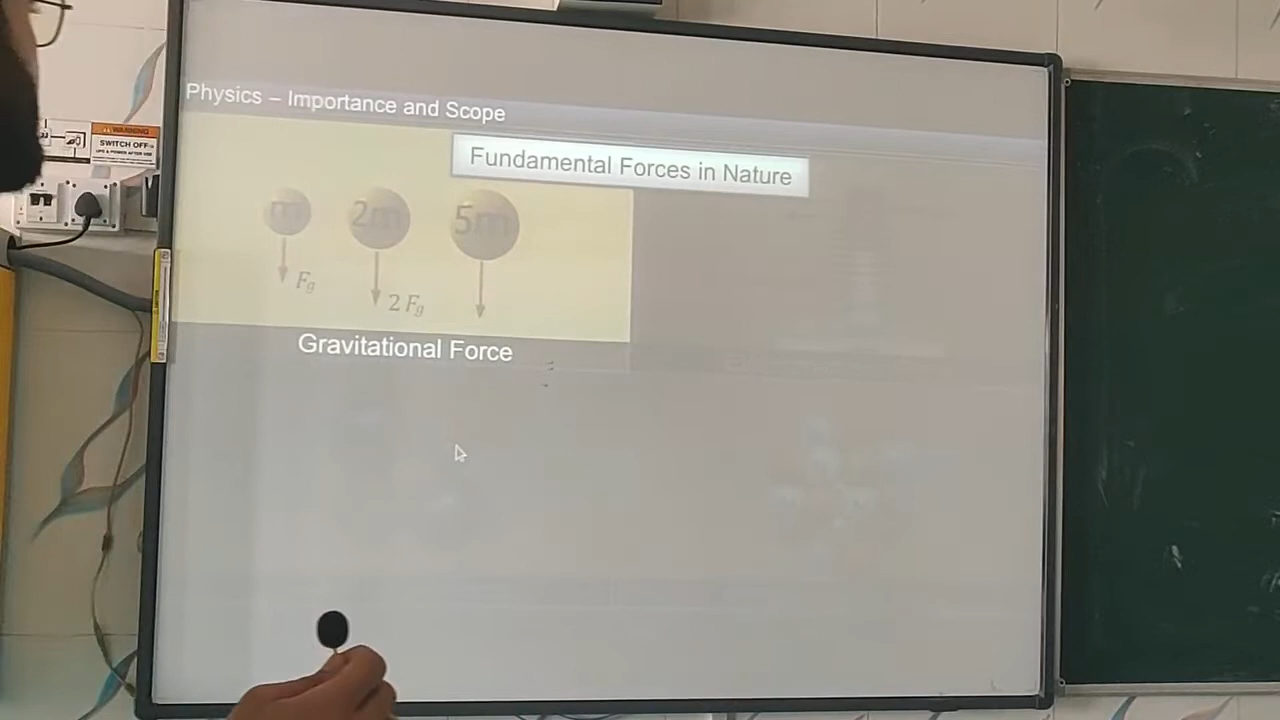 Physics – Importance and Scope
Fundamental Forces in Nature
m
2m
5m
F_g
2 F_g
Gravitational Force
WARNING
SWITCH OFF